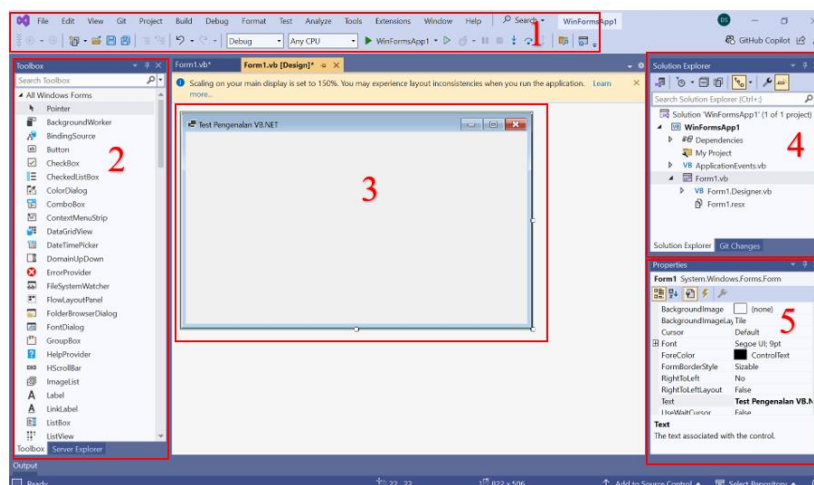 File Edit View Git Project Build Debug Format Test Analyze Tools Extensions Window Help Search WinFormsApp1 DS
Debug Any CPU WinFormsApp1 GitHub Copilot
1
Toolbox
Search Toolbox
All Windows Forms
Pointer
BackgroundWorker
BindingSource
Button
CheckBox
CheckedListBox
ColorDialog
ComboBox
ContextMenuStrip
DataGridView
DateTimePicker
DomainUpDown
ErrorProvider
FileSystemWatcher
FlowLayoutPanel
FolderBrowserDialog
FontDialog
GroupBox
HelpProvider
HScrollBar
ImageList
Label
LinkLabel
ListBox
ListView
Toolbox Server Explorer
2
Form1.vb* Form1.vb [Design]*
Scaling on your main display is set to 150%. You may experience layout inconsistencies when you run the application. Learn
more...
Test Pengenalan VB.NET
3
Solution Explorer
Search Solution Explorer (Ctrl+;)
Solution 'WinFormsApp1' (1 of 1 project)
WinFormsApp1
Dependencies
My Project
VB ApplicationEvents.vb
Form1.vb
VB Form1.Designer.vb
Form1.resx
Solution Explorer Git Changes
4
Properties
Form1 System.Windows.Forms.Form
BackgroundImage (none)
BackgroundImageLay Tile
Cursor Default
Font Segoe UI; 9pt
ForeColor ControlText
FormBorderStyle Sizable
RightToLeft No
RightToLeftLayout False
Text Test Pengenalan VB.N
UseWaitCursor False
Text
The text associated with the control.
5
Output
Ready 22, 22 822 x 506 Add to Source Control Select Repository